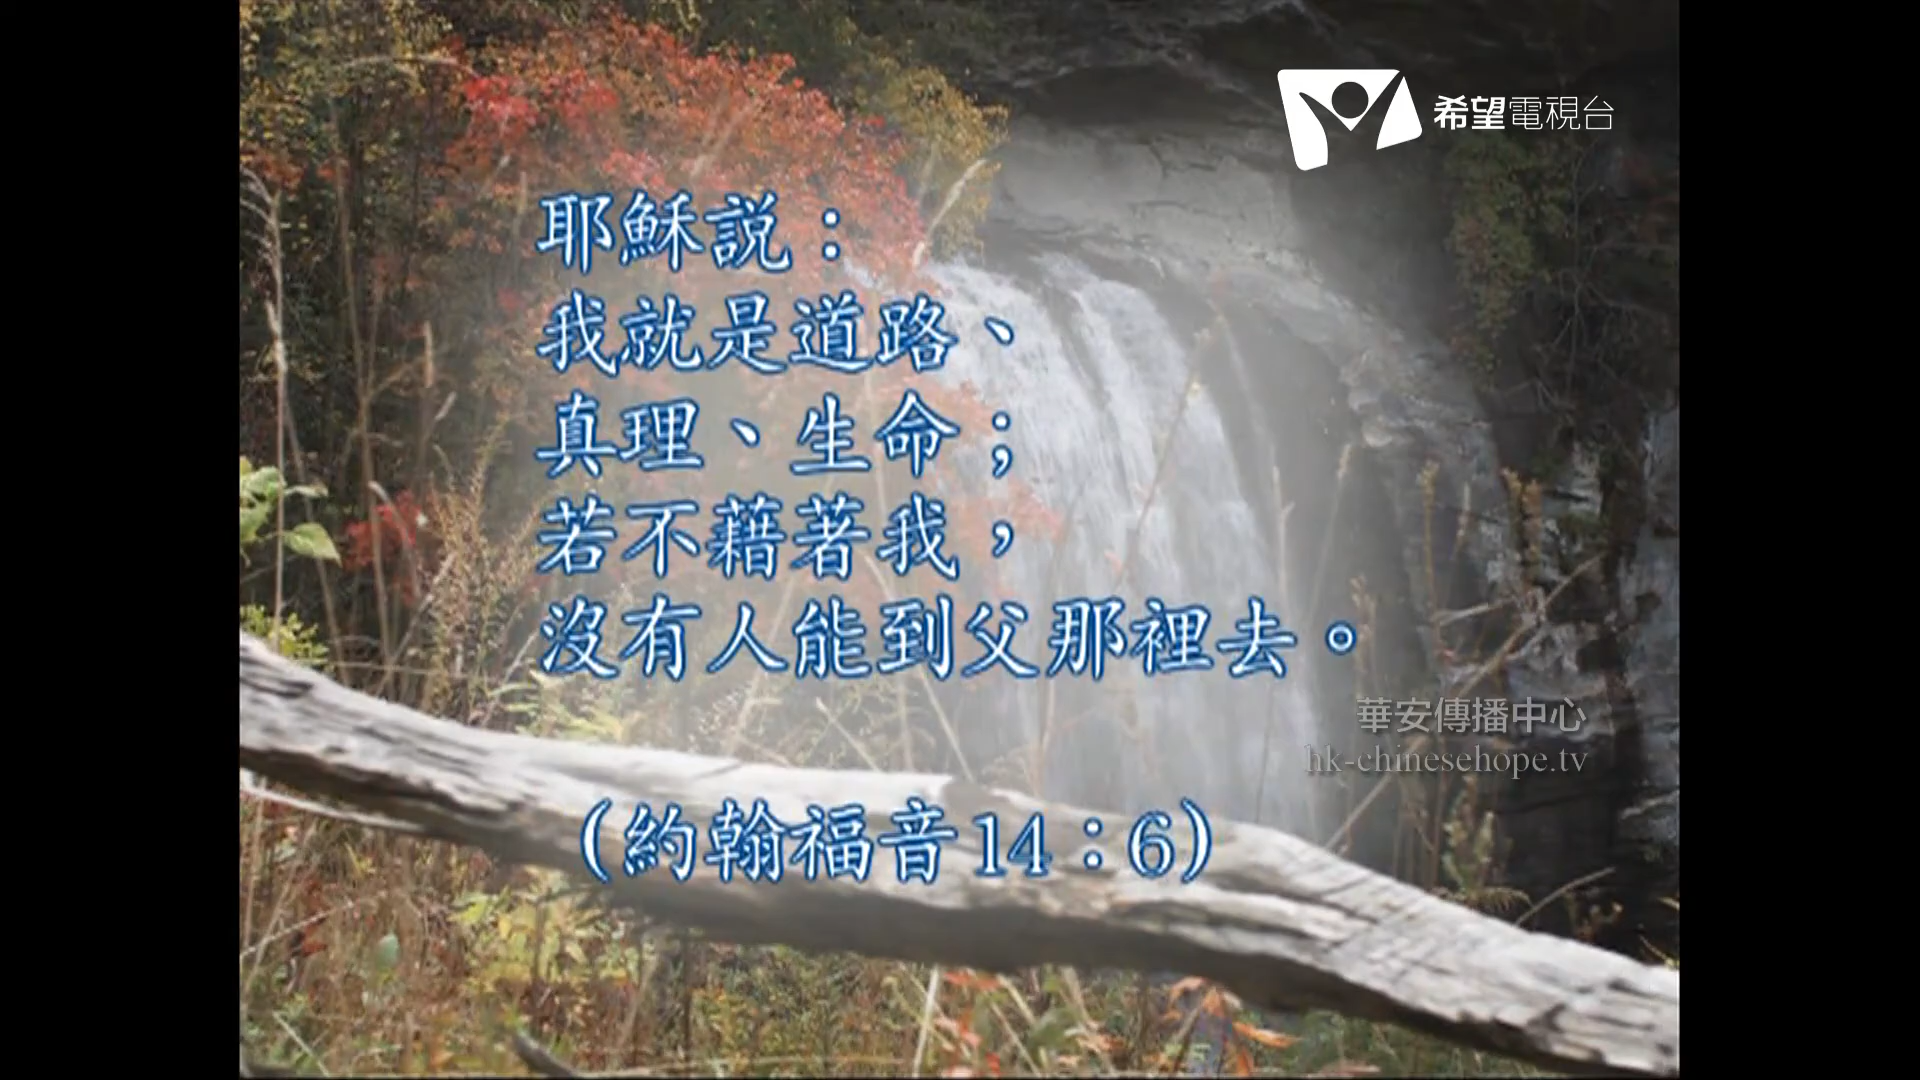 希望電視台
耶穌説：
我就是道路、
真理、生命；
若不藉著我，
沒有人能到父那裡去。
華安傳播中心
hk-chinesehope.tv
（約翰福音14：6）